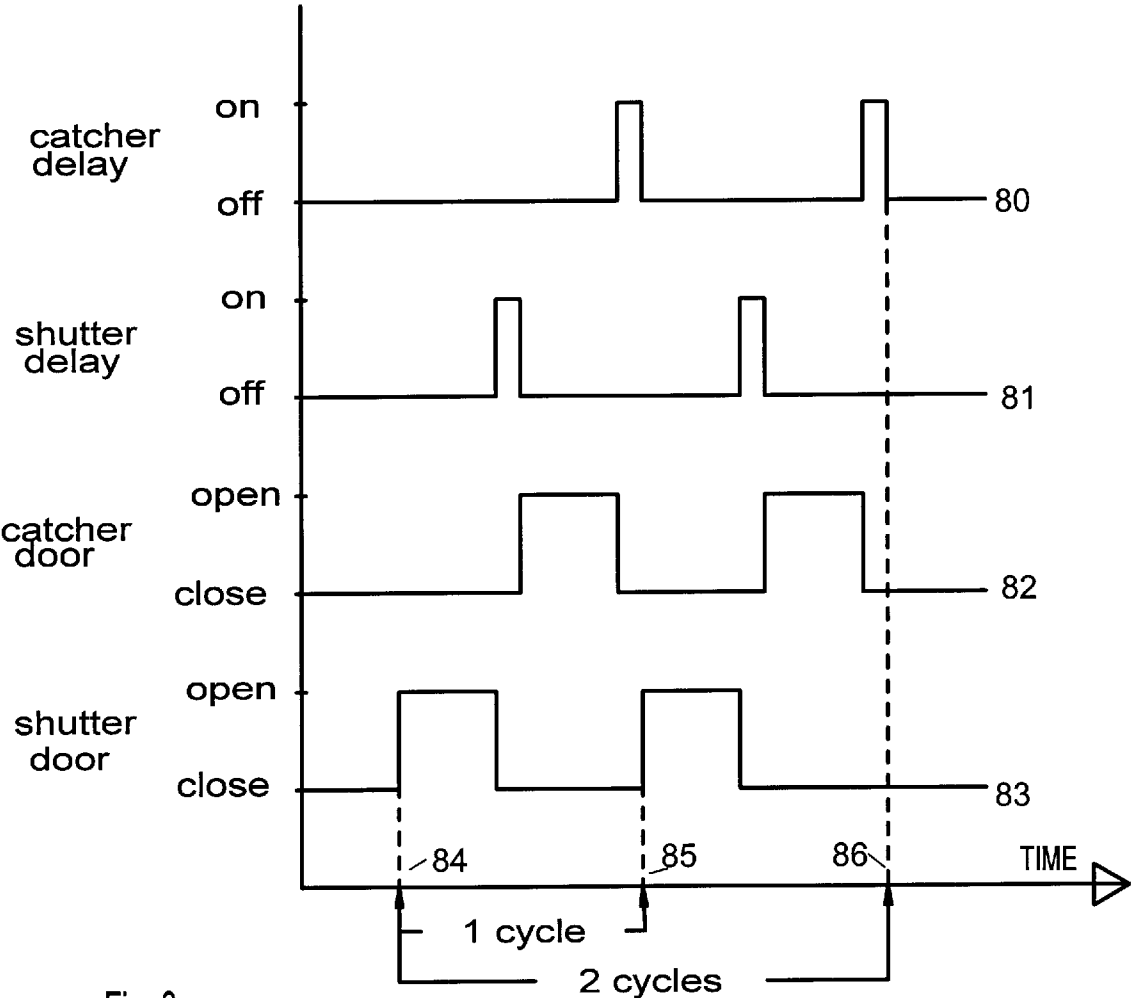 on
catcher
delay
off
80
on
shutter
delay
off
81
open
catcher
door
close
82
open
shutter
door
close
83
84
85
86
TIME
1 cycle
2 cycles